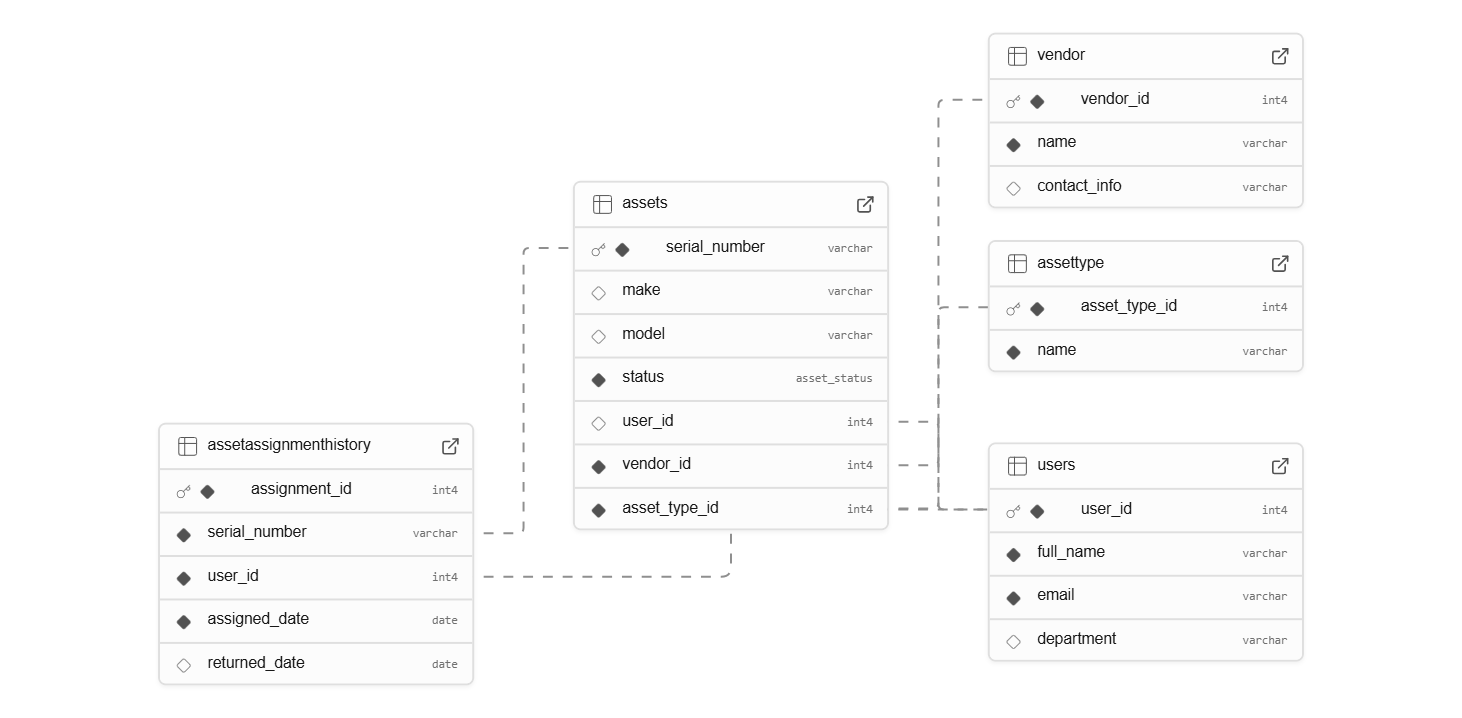 vendor
vendor_id int4
name varchar
contact_info varchar
assets
serial_number varchar
make varchar
model varchar
status asset_status
user_id int4
vendor_id int4
asset_type_id int4
assettype
asset_type_id int4
name varchar
assetassignmenthistory
assignment_id int4
serial_number varchar
user_id int4
assigned_date date
returned_date date
users
user_id int4
full_name varchar
email varchar
department varchar